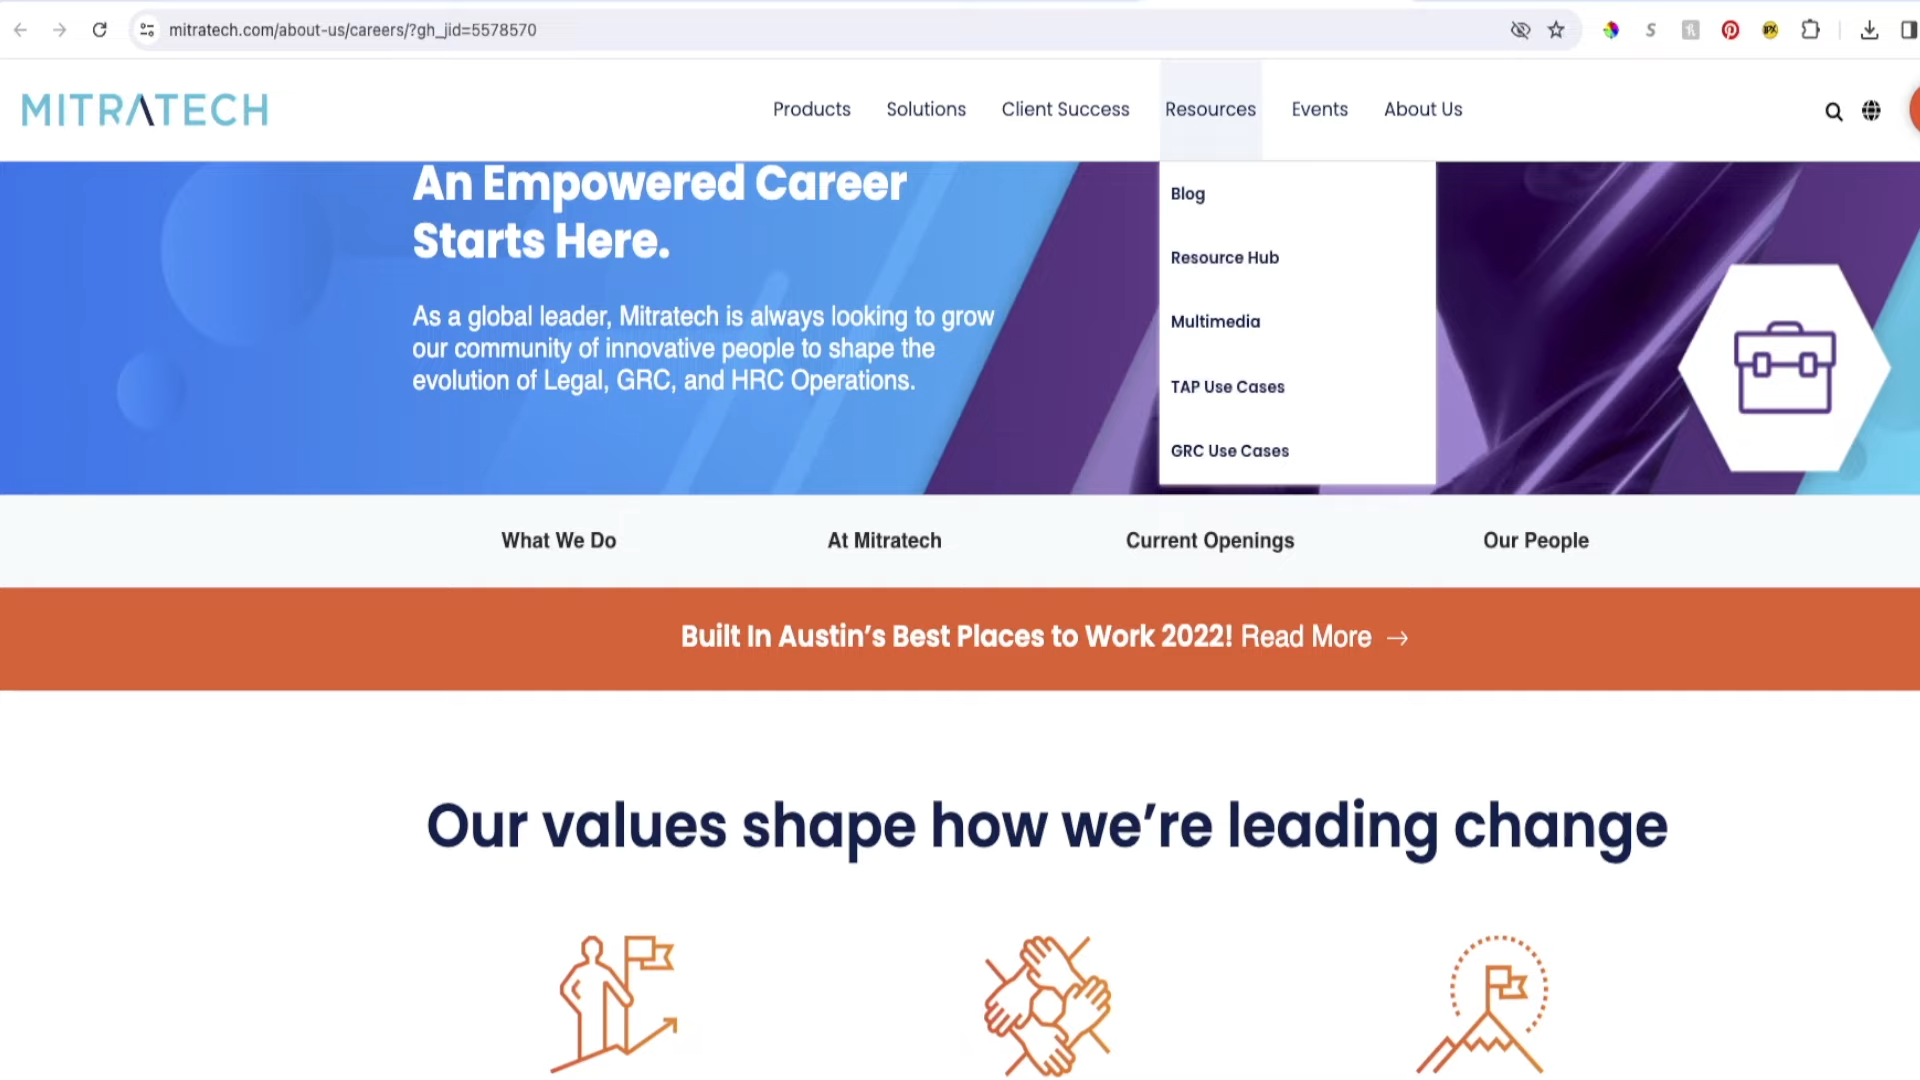 mitratech.com/about-us/careers/?gh_jid=5578570
MITRATECH
Products
Solutions
Client Success
Resources
Events
About Us
An Empowered Career
Starts Here.
As a global leader, Mitratech is always looking to grow
our community of innovative people to shape the
evolution of Legal, GRC, and HRC Operations.
Blog
Resource Hub
Multimedia
TAP Use Cases
GRC Use Cases
What We Do
At Mitratech
Current Openings
Our People
Built In Austin’s Best Places to Work 2022! Read More →
Our values shape how we’re leading change